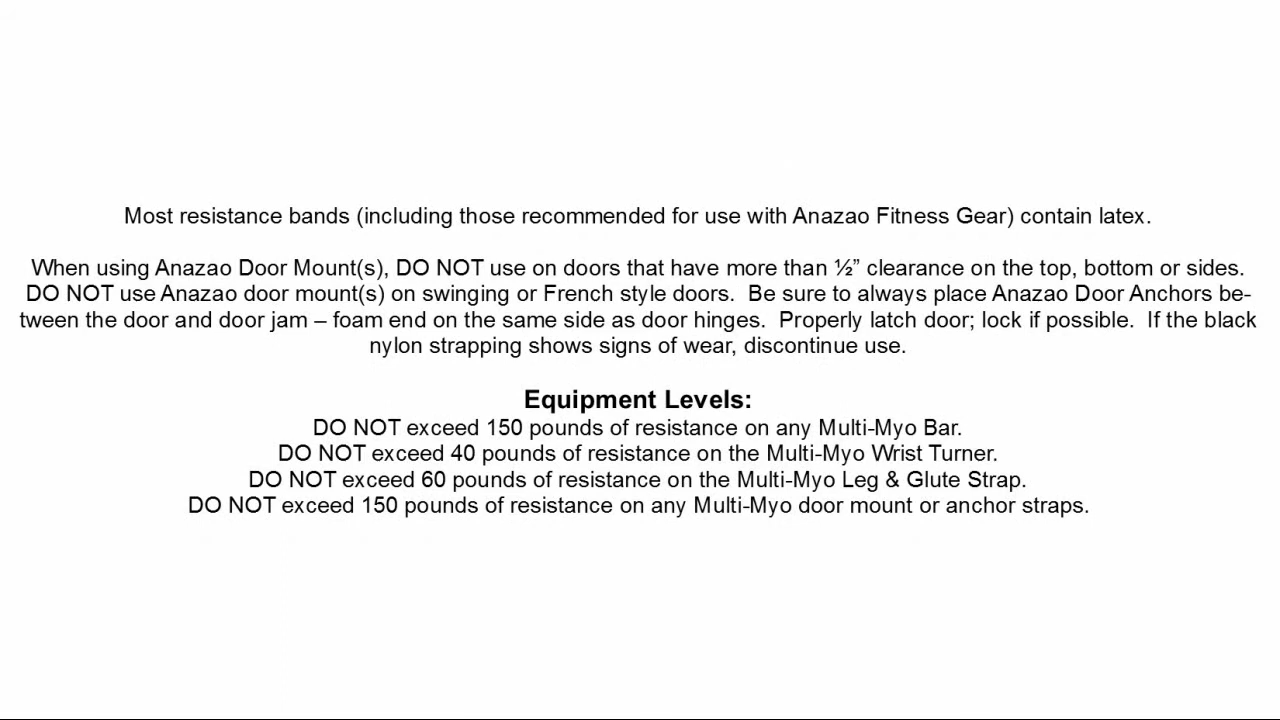 Most resistance bands (including those recommended for use with Anazao Fitness Gear) contain latex.
When using Anazao Door Mount(s), DO NOT use on doors that have more than ½” clearance on the top, bottom or sides.
DO NOT use Anazao door mount(s) on swinging or French style doors.  Be sure to always place Anazao Door Anchors be-
tween the door and door jam – foam end on the same side as door hinges.  Properly latch door; lock if possible.  If the black
nylon strapping shows signs of wear, discontinue use.
Equipment Levels:
DO NOT exceed 150 pounds of resistance on any Multi-Myo Bar.
DO NOT exceed 40 pounds of resistance on the Multi-Myo Wrist Turner.
DO NOT exceed 60 pounds of resistance on the Multi-Myo Leg & Glute Strap.
DO NOT exceed 150 pounds of resistance on any Multi-Myo door mount or anchor straps.